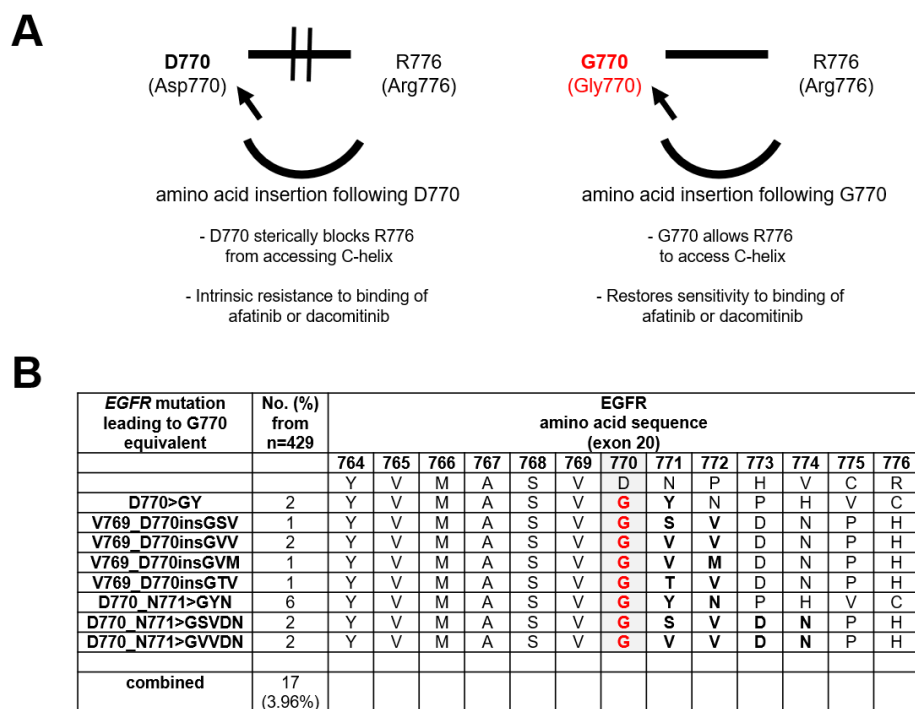 A
D770
(Asp770)
R776
(Arg776)
G770
(Gly770)
R776
(Arg776)
amino acid insertion following D770
amino acid insertion following G770
- D770 sterically blocks R776
from accessing C-helix
- G770 allows R776
to access C-helix
- Intrinsic resistance to binding of
afatinib or dacomitinib
- Restores sensitivity to binding of
afatinib or dacomitinib
B
EGFR mutation
leading to G770
equivalent
No. (%)
from
n=429
EGFR
amino acid sequence
(exon 20)
764 765 766 767 768 769 770 771 772 773 774 775 776
Y V M A S V D N P H V C R
D770>GY 2 Y V M A S V G Y N P H V C
V769_D770insGSV 1 Y V M A S V G S V D N P H
V769_D770insGVV 2 Y V M A S V G V V D N P H
V769_D770insGVM 1 Y V M A S V G V M D N P H
V769_D770insGTV 1 Y V M A S V G T V D N P H
D770_N771>GYN 6 Y V M A S V G Y N P H V C
D770_N771>GSVDN 2 Y V M A S V G S V D N P H
D770_N771>GVVDN 2 Y V M A S V G V V D N P H
combined 17
(3.96%)